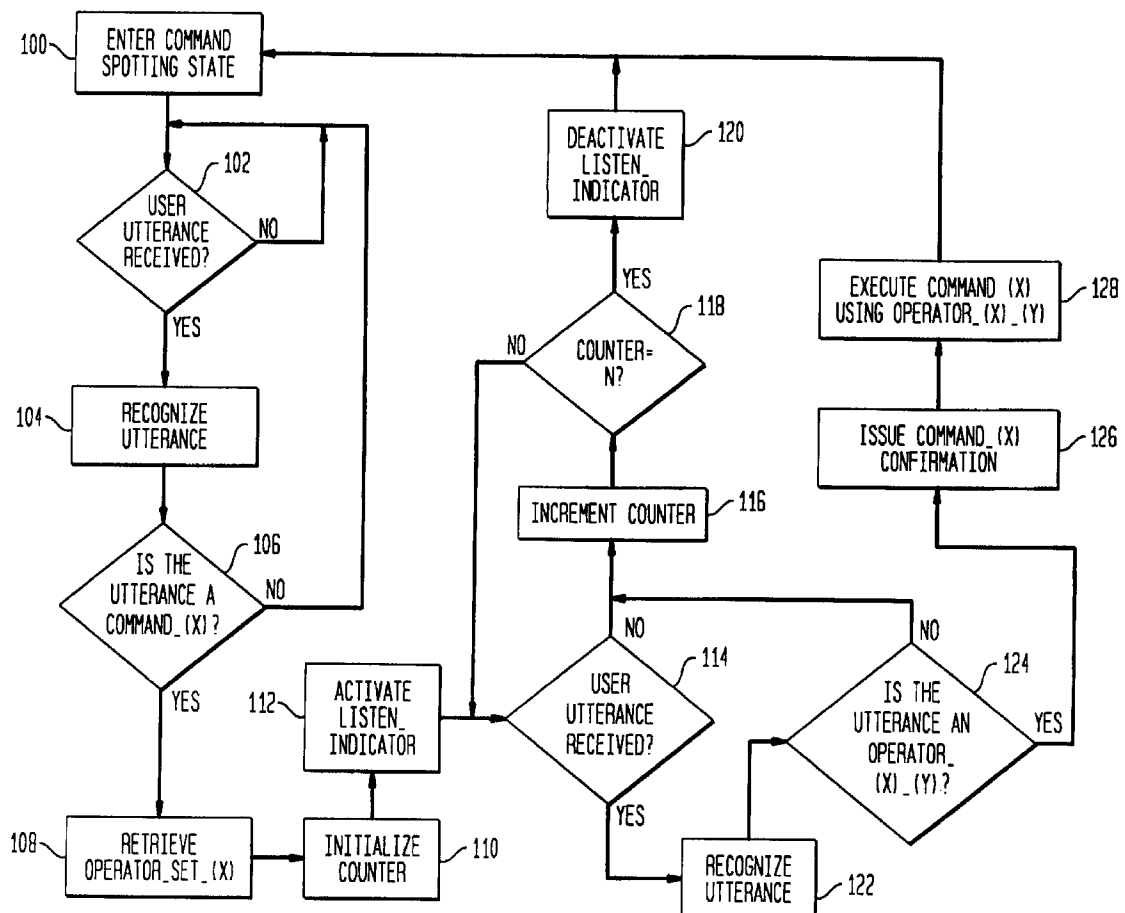 100
ENTER COMMAND
SPOTTING STATE
102
USER
UTTERANCE
RECEIVED?
NO
YES
104
RECOGNIZE
UTTERANCE
106
IS THE
UTTERANCE A
COMMAND_(X)?
NO
YES
108
RETRIEVE
OPERATOR_SET_(X)
INITIALIZE
COUNTER
110
112
ACTIVATE
LISTEN_
INDICATOR
114
USER
UTTERANCE
RECEIVED?
NO
YES
INCREMENT COUNTER
116
118
COUNTER=
N?
NO
YES
DEACTIVATE
LISTEN_
INDICATOR
120
RECOGNIZE
UTTERANCE
122
124
IS THE
UTTERANCE AN
OPERATOR_
(X)_(Y)?
NO
YES
ISSUE COMMAND_(X)
CONFIRMATION
126
EXECUTE COMMAND (X)
USING OPERATOR_(X)_(Y)
128